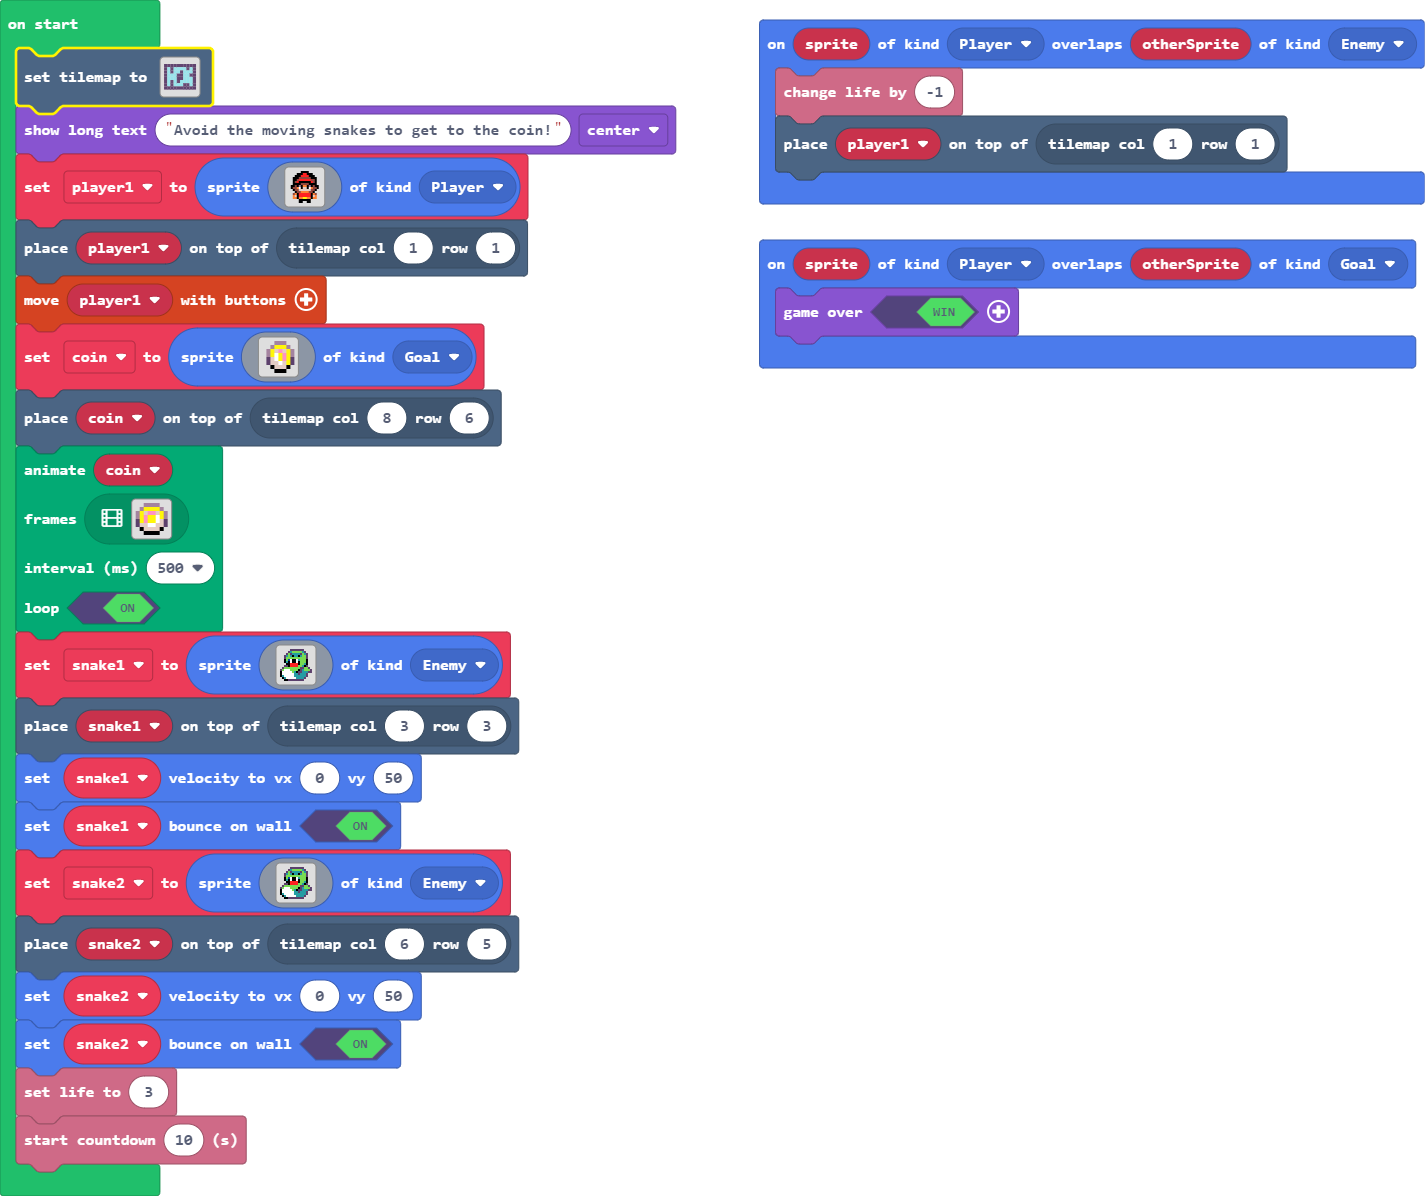 on start
set tilemap to
show long text "Avoid the moving snakes to get to the coin!" center
set player1 to sprite of kind Player
place player1 on top of tilemap col 1 row 1
move player1 with buttons
set coin to sprite of kind Goal
place coin on top of tilemap col 8 row 6
animate coin
frames
interval (ms) 500
loop ON
set snake1 to sprite of kind Enemy
place snake1 on top of tilemap col 3 row 3
set snake1 velocity to vx 0 vy 50
set snake1 bounce on wall ON
set snake2 to sprite of kind Enemy
place snake2 on top of tilemap col 6 row 5
set snake2 velocity to vx 0 vy 50
set snake2 bounce on wall ON
set life to 3
start countdown 10 (s)
on sprite of kind Player overlaps otherSprite of kind Enemy
change life by -1
place player1 on top of tilemap col 1 row 1
on sprite of kind Player overlaps otherSprite of kind Goal
game over WIN